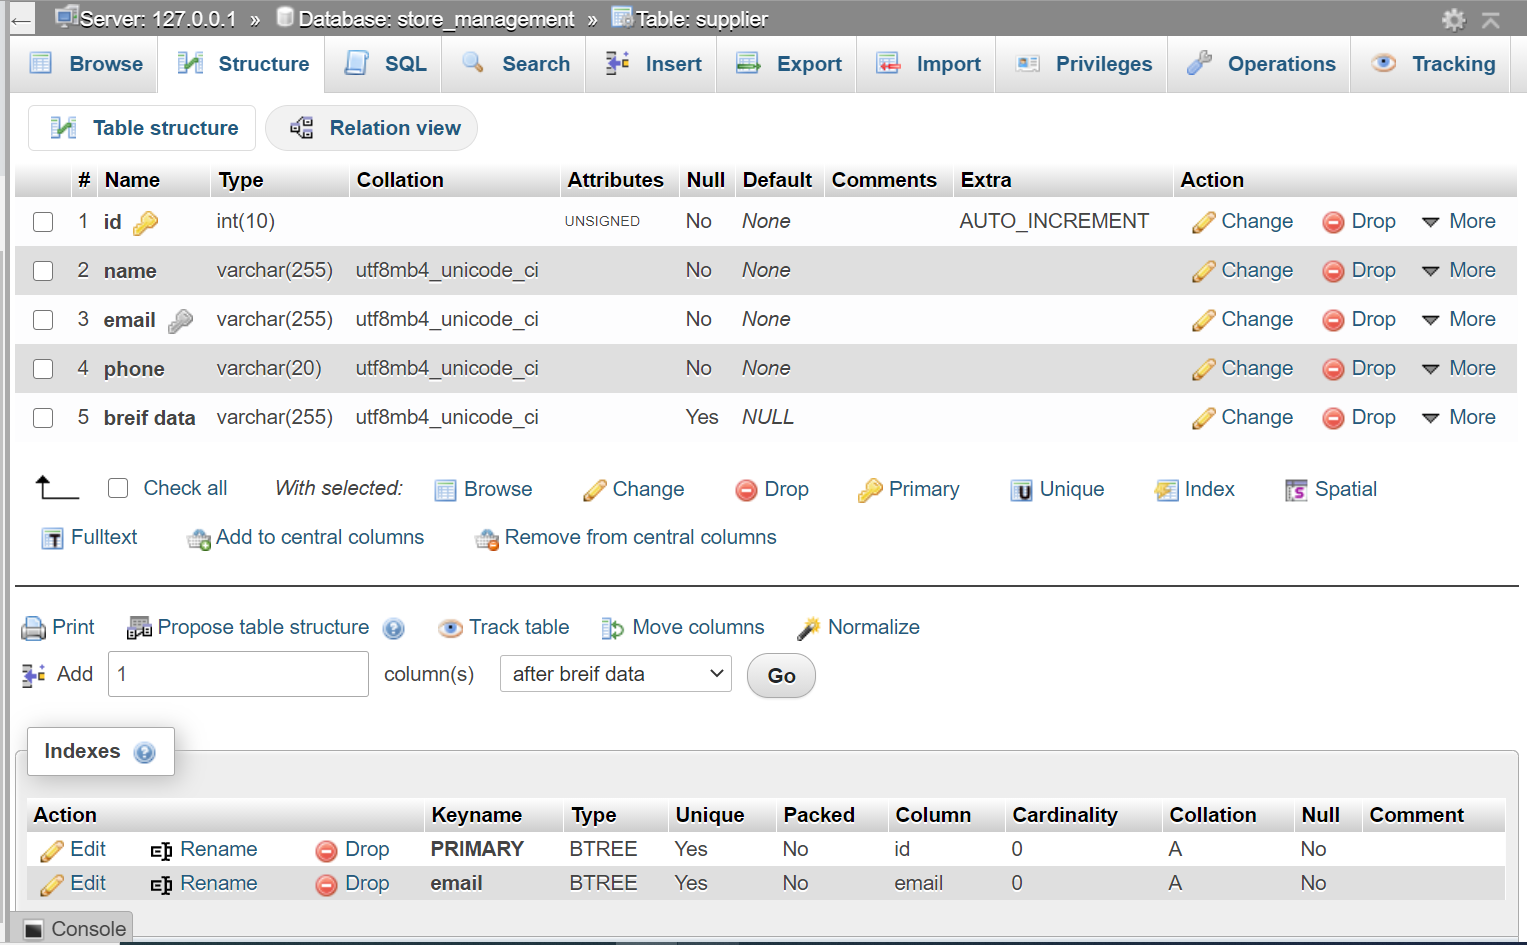 Server: 127.0.0.1 » Database: store_management » Table: supplier
Browse Structure SQL Search Insert Export Import Privileges Operations Tracking
Table structure Relation view
# Name Type Collation Attributes Null Default Comments Extra Action
1 id int(10) UNSIGNED No None AUTO_INCREMENT Change Drop More
2 name varchar(255) utf8mb4_unicode_ci No None Change Drop More
3 email varchar(255) utf8mb4_unicode_ci No None Change Drop More
4 phone varchar(20) utf8mb4_unicode_ci No None Change Drop More
5 breif data varchar(255) utf8mb4_unicode_ci Yes NULL Change Drop More
Check all With selected: Browse Change Drop Primary Unique Index Spatial
Fulltext Add to central columns Remove from central columns
Print Propose table structure Track table Move columns Normalize
Add 1 column(s) after breif data Go
Indexes
Action Keyname Type Unique Packed Column Cardinality Collation Null Comment
Edit Rename Drop PRIMARY BTREE Yes No id 0 A No
Edit Rename Drop email BTREE Yes No email 0 A No
Console